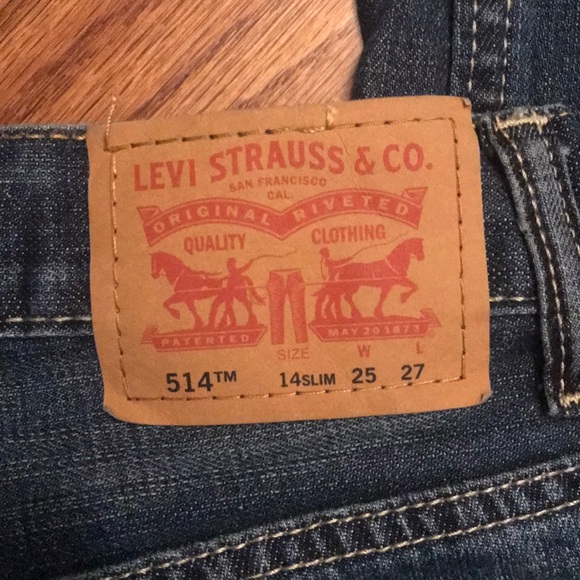 LEVI STRAUSS & CO.
SAN FRANCISCO
CAL.
ORIGINAL RIVETED
QUALITY CLOTHING
PATENTED MAY 20 1873
SIZE W L
514™ 14SLIM 25 27